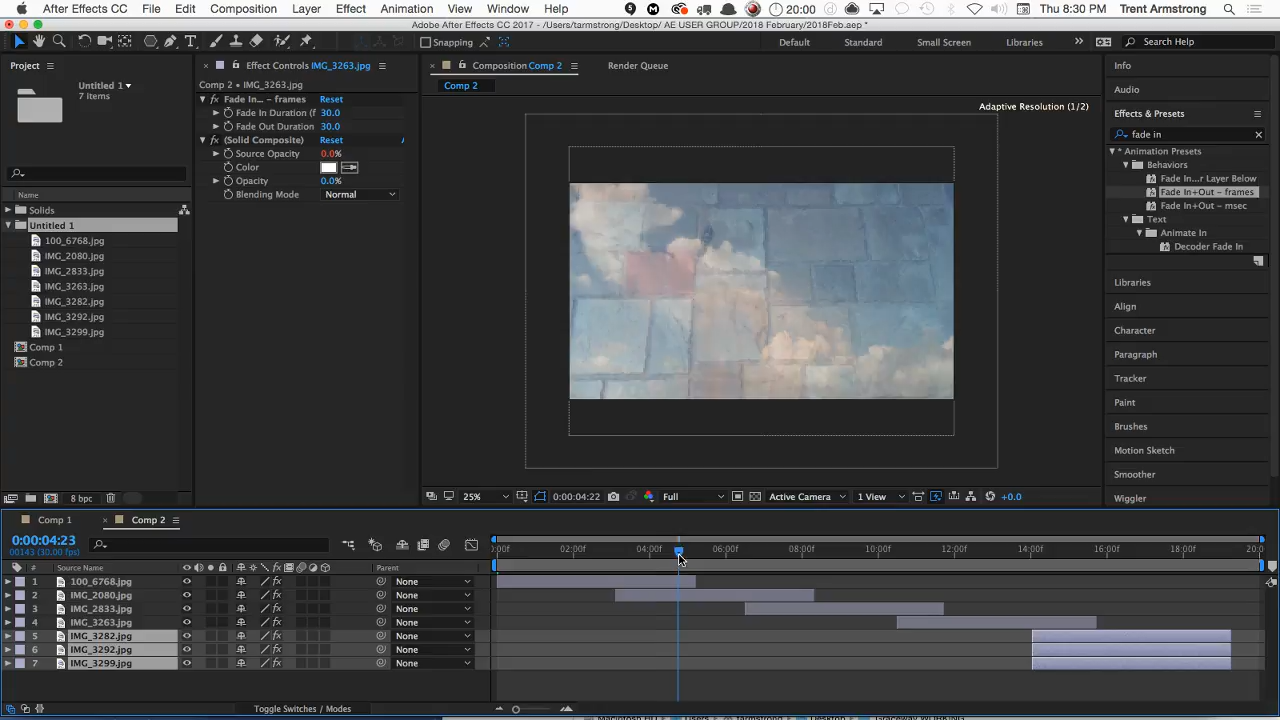 After Effects CC File Edit Composition Layer Effect Animation View Window Help 20:00 Thu 8:30 PM Trent Armstrong
Adobe After Effects CC 2017 - /Users/tarmstrong/Desktop/ AE USER GROUP/2018 February/2018Feb.aep *
Snapping Default Standard Small Screen Libraries Search Help
Project
Untitled 1
7 Items
Name
Solids
Untitled 1
100_6768.jpg
IMG_2080.jpg
IMG_2833.jpg
IMG_3263.jpg
IMG_3282.jpg
IMG_3292.jpg
IMG_3299.jpg
Comp 1
Comp 2
8 bpc
Effect Controls IMG_3263.jpg
Comp 2 • IMG_3263.jpg
fx Fade In... – frames Reset
Fade In Duration (f 30.0
Fade Out Duration 30.0
fx (Solid Composite) Reset
Source Opacity 0.0%
Color
Opacity 0.0%
Blending Mode Normal
Composition Comp 2 Render Queue
Comp 2
Adaptive Resolution (1/2)
25% 0:00:04:22 Full Active Camera 1 View +0.0
Info
Audio
Effects & Presets
fade in
* Animation Presets
Behaviors
Fade In...r Layer Below
Fade In+Out – frames
Fade In+Out – msec
Text
Animate In
Decoder Fade In
Libraries
Align
Character
Paragraph
Tracker
Paint
Brushes
Motion Sketch
Smoother
Wiggler
Comp 1 Comp 2
0:00:04:23
00143 (30.00 fps)
:00f 02:00f 04:00f 06:00f 08:00f 10:00f 12:00f 14:00f 16:00f 18:00f 20:0
# Source Name Parent
1 100_6768.jpg fx None
2 IMG_2080.jpg fx None
3 IMG_2833.jpg fx None
4 IMG_3263.jpg fx None
5 IMG_3282.jpg fx None
6 IMG_3292.jpg fx None
7 IMG_3299.jpg fx None
Toggle Switches / Modes